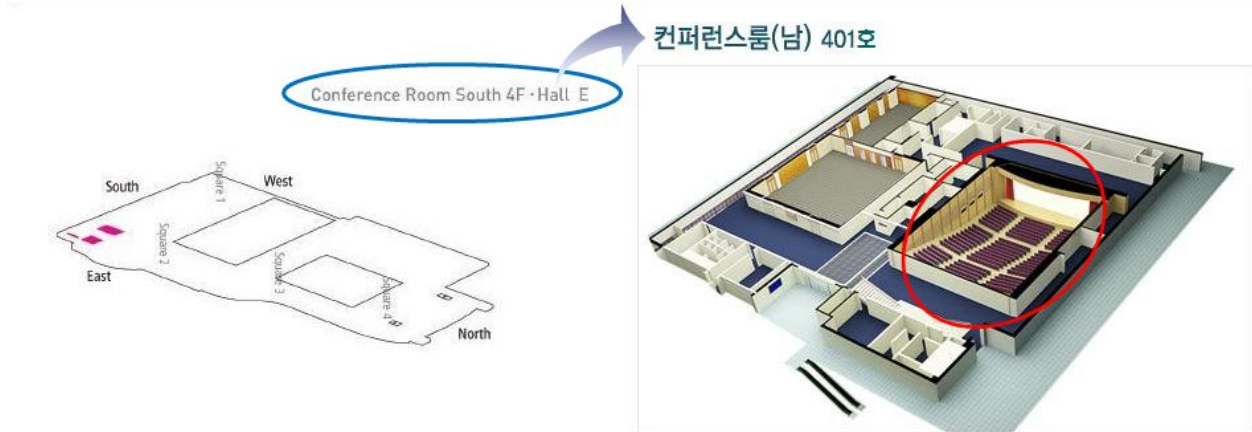 컨퍼런스룸(남) 401호
Conference Room South 4F · Hall E
Square 1
West
South
Square 2
East
Square 3
Square 4
North